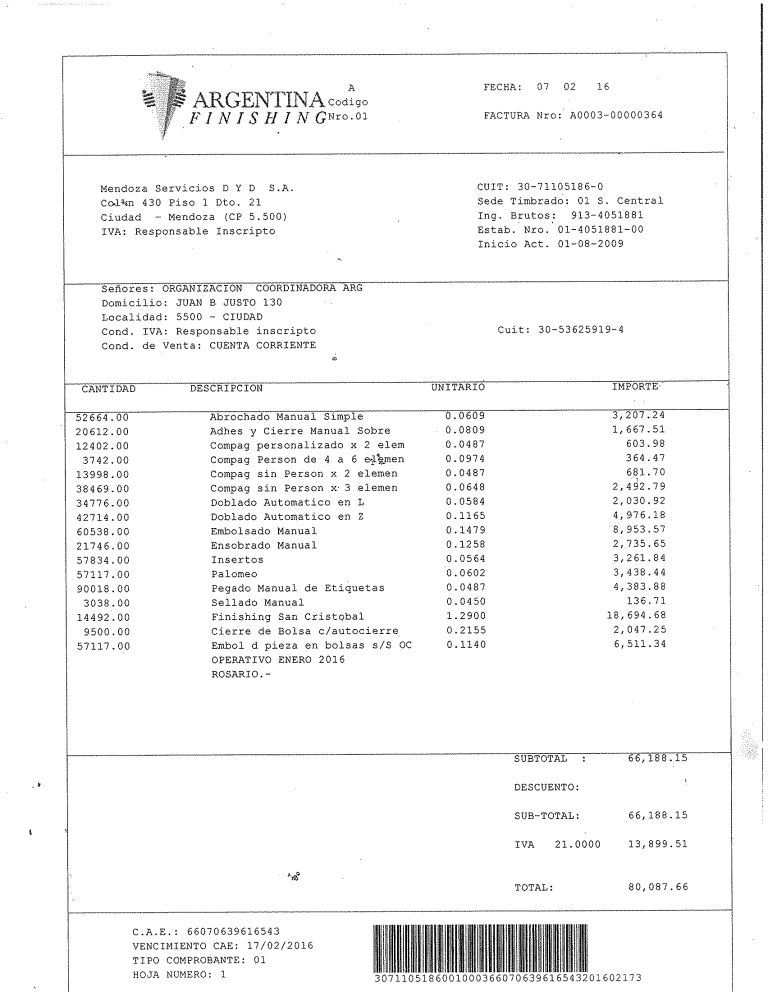 A
ARGENTINA Codigo
FINISHING Nro.01
FECHA: 07 02 16
FACTURA Nro: A0003-00000364
Mendoza Servicios D Y D S.A.
Col¾n 430 Piso 1 Dto. 21
Ciudad - Mendoza (CP 5.500)
IVA: Responsable Inscripto
CUIT: 30-71105186-0
Sede Timbrado: 01 S. Central
Ing. Brutos: 913-4051881
Estab. Nro. 01-4051881-00
Inicio Act. 01-08-2009
Señores: ORGANIZACION COORDINADORA ARG
Domicilio: JUAN B JUSTO 130
Localidad: 5500 - CIUDAD
Cond. IVA: Responsable inscripto
Cond. de Venta: CUENTA CORRIENTE
Cuit: 30-53625919-4
CANTIDAD DESCRIPCION UNITARIO IMPORTE
52664.00 Abrochado Manual Simple 0.0609 3,207.24
20612.00 Adhes y Cierre Manual Sobre 0.0809 1,667.51
12402.00 Compag personalizado x 2 elem 0.0487 603.98
3742.00 Compag Person de 4 a 6 elemen 0.0974 364.47
13998.00 Compag sin Person x 2 elemen 0.0487 681.70
38469.00 Compag sin Person x 3 elemen 0.0648 2,492.79
34776.00 Doblado Automatico en L 0.0584 2,030.92
42714.00 Doblado Automatico en Z 0.1165 4,976.18
60538.00 Embolsado Manual 0.1479 8,953.57
21746.00 Ensobrado Manual 0.1258 2,735.65
57834.00 Insertos 0.0564 3,261.84
57117.00 Palomeo 0.0602 3,438.44
90018.00 Pegado Manual de Etiquetas 0.0487 4,383.88
3038.00 Sellado Manual 0.0450 136.71
14492.00 Finishing San Cristobal 1.2900 18,694.68
9500.00 Cierre de Bolsa c/autocierre 0.2155 2,047.25
57117.00 Embol d pieza en bolsas s/S OC 0.1140 6,511.34
OPERATIVO ENERO 2016
ROSARIO.-
SUBTOTAL : 66,188.15
DESCUENTO:
SUB-TOTAL: 66,188.15
IVA 21.0000 13,899.51
TOTAL: 80,087.66
C.A.E.: 66070639616543
VENCIMIENTO CAE: 17/02/2016
TIPO COMPROBANTE: 01
HOJA NUMERO: 1
307110518600100036607063961654320160217​3